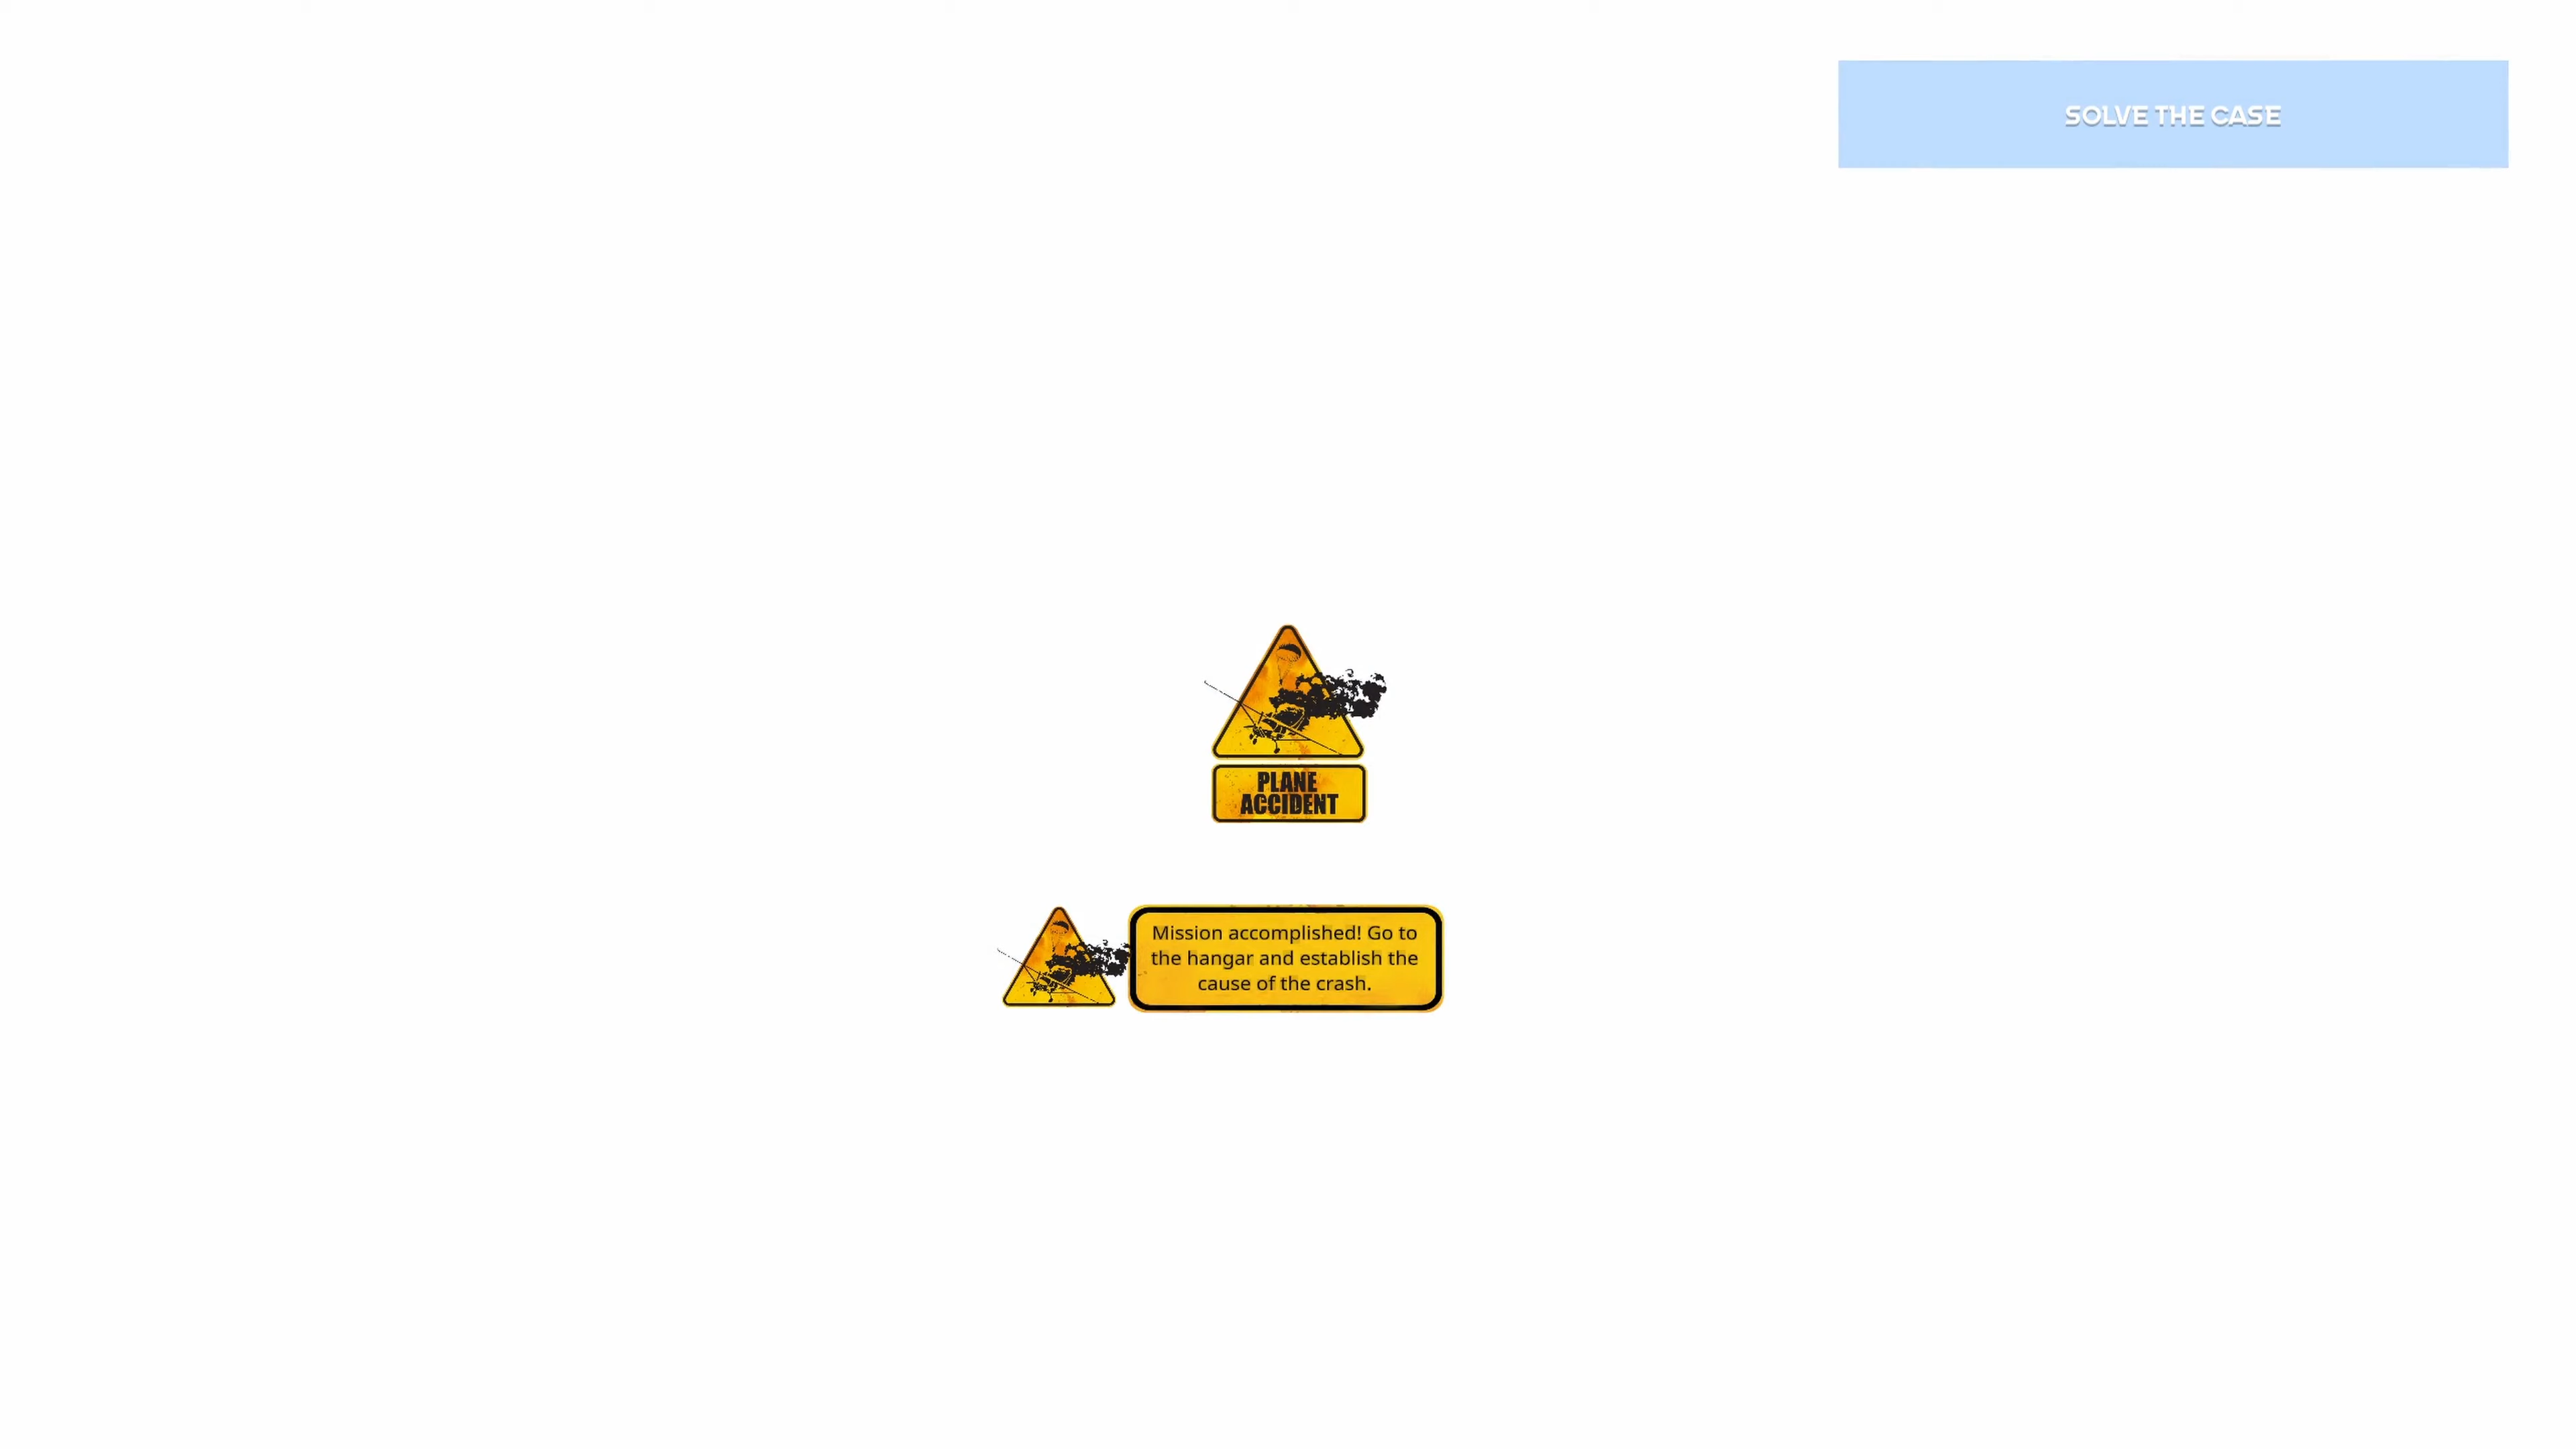 SOLVE THE CASE
PLANE
ACCIDENT
Mission accomplished! Go to
the hangar and establish the
cause of the crash.